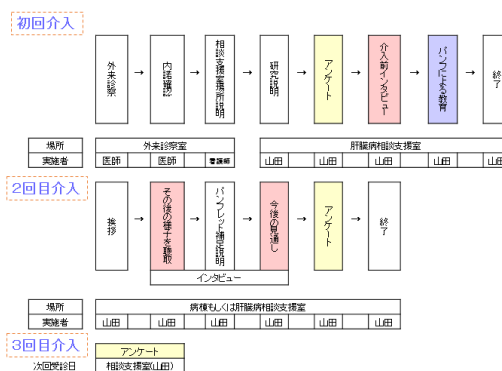 初回介入
外来診察
内諾確認
相談支援室場所説明
研究説明
アンケート
介入前インタビュー
パンフによる教育
終了
場所 外来診察室 肝臓病相談支援室
実施者 医師 医師 看護師 山田 山田 山田 山田 山田
2回目介入
挨拶
その後の様子を聴取
パンフレット補足説明
今後の見通し
アンケート
終了
インタビュー
場所 病棟もしくは肝臓病相談支援室
実施者 山田 山田 山田 山田 山田 山田
3回目介入
アンケート
次回受診日 相談支援室(山田)